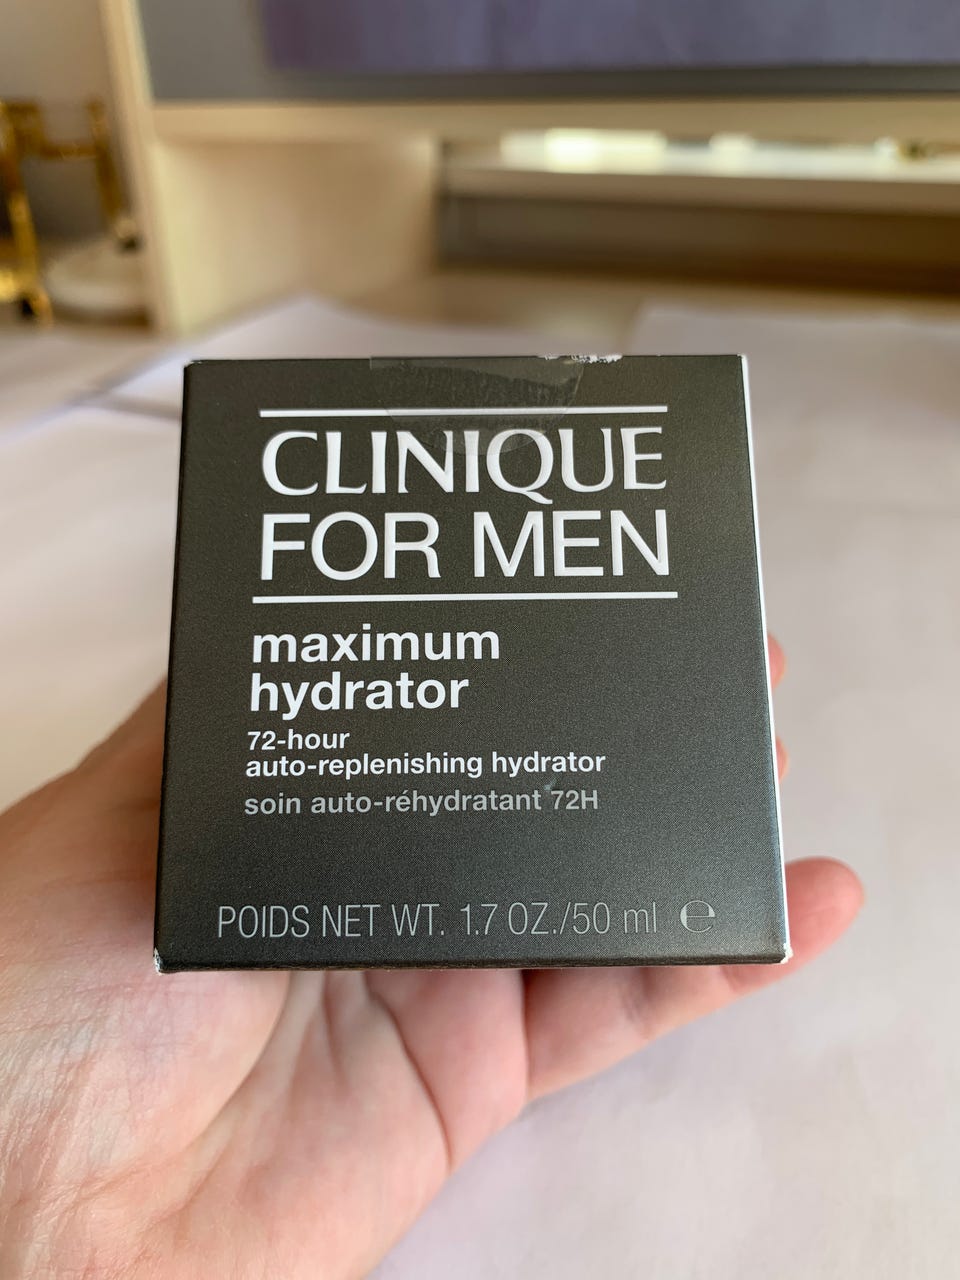 CLINIQUE
FOR MEN
maximum
hydrator
72-hour
auto-replenishing hydrator
soin auto-réhydratant 72H
POIDS NET WT. 1.7 OZ./50 ml ℮